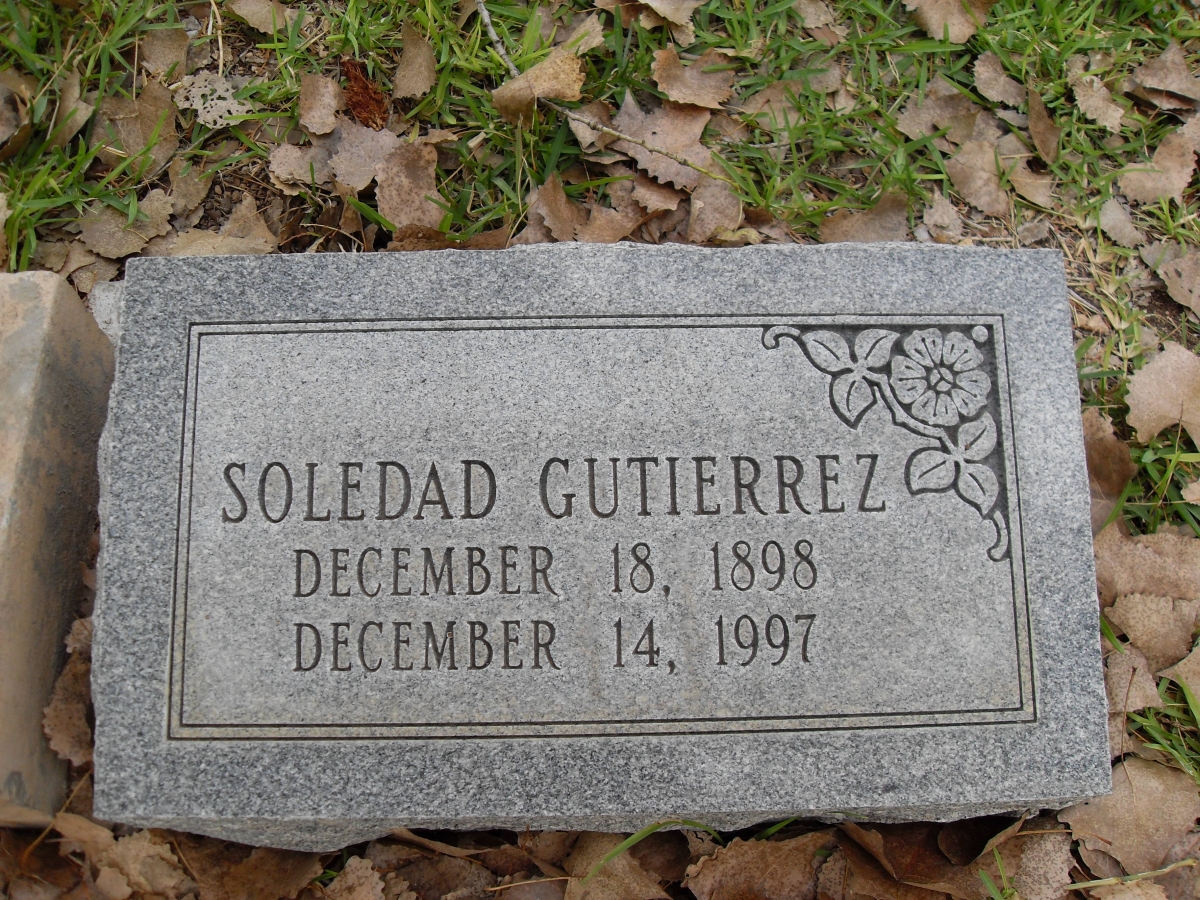 SOLEDAD GUTIERREZ
DECEMBER 18, 1898
DECEMBER 14, 1997